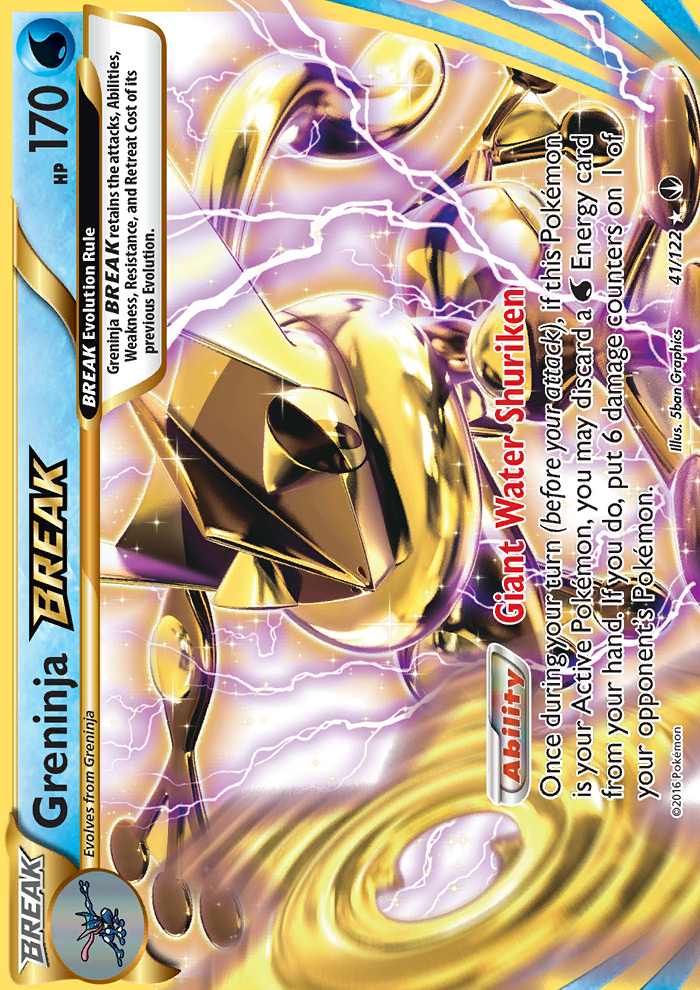 BREAK
Greninja BREAK
HP 170
Evolves from Greninja
BREAK Evolution Rule
Greninja BREAK retains the attacks, Abilities,
Weakness, Resistance, and Retreat Cost of its
previous Evolution.
Ability Giant Water Shuriken
Once during your turn (before your attack), if this Pokémon
is your Active Pokémon, you may discard a Energy card
from your hand. If you do, put 6 damage counters on 1 of
your opponent's Pokémon.
©2016 Pokémon
Illus. 5ban Graphics
41/122